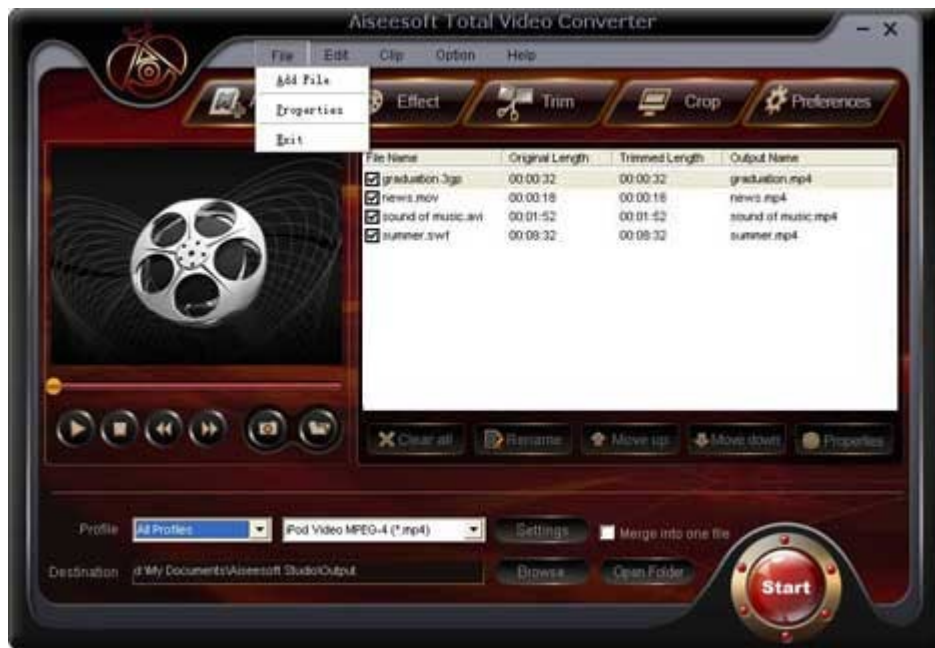 Aiseesoft Total Video Converter
File Edit Clip Option Help
Add File
Properties
Exit
Effect Trim Crop Preferences
File Name Original Length Trimmed Length Output Name
graduation.3gp 00:00:32 00:00:32 graduation.mp4
news.mov 00:00:18 00:00:18 news.mp4
sound of music.avi 00:01:52 00:01:52 sound of music.mp4
summer.swf 00:08:32 00:08:32 summer.mp4
Clear all Rename Move up Move down Properties
Profile All Profiles iPod Video MPEG-4 (*.mp4) Settings Merge into one file
Destination d:\My Documents\Aiseesoft Studio\Output Browse Open Folder
Start